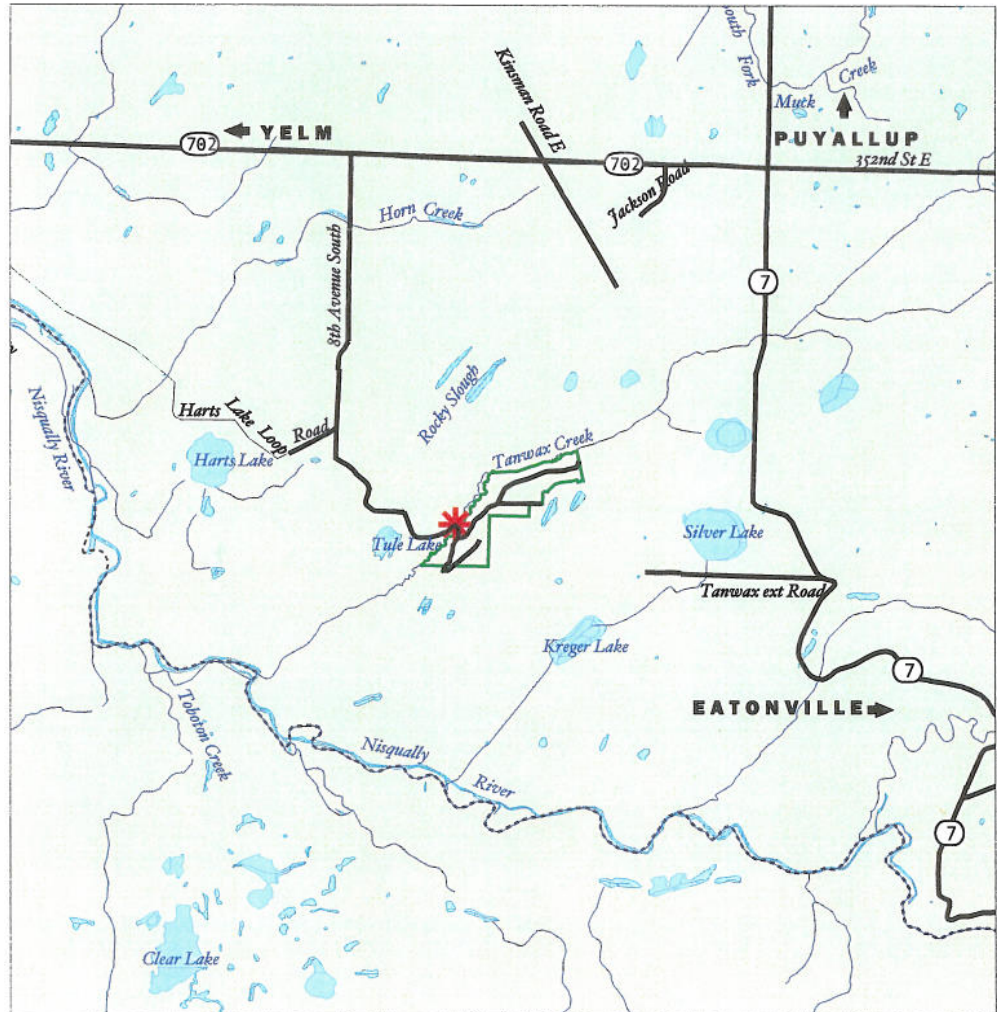 South Fork
Creek
Muck
Kinsman Road E
YELM
702
PUYALLUP
352nd St E
702
Jackson Road
Horn Creek
8th Avenue South
7
Nisqually River
Harts Lake Loop Road
Rocky Slough
Harts Lake
Tanwax Creek
Tule Lake
Silver Lake
Tanwax ext Road
Kreger Lake
7
EATONVILLE
Toboton Creek
Nisqually River
7
Clear Lake